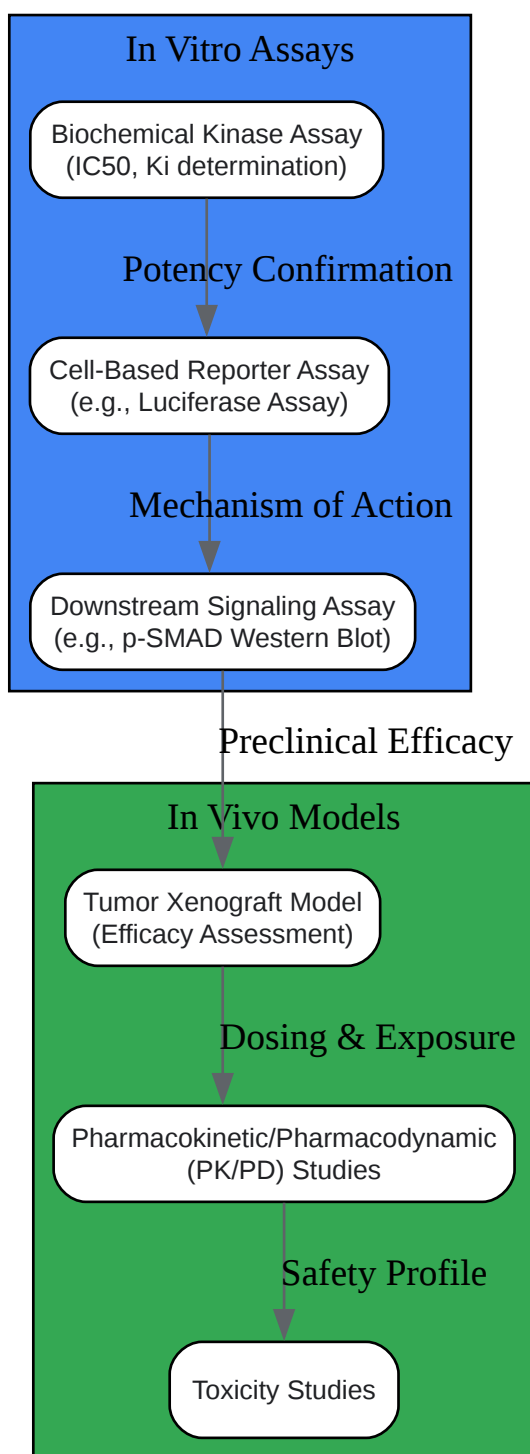 In Vitro Assays
Biochemical Kinase Assay
(IC50, Ki determination)
Potency Confirmation
Cell-Based Reporter Assay
(e.g., Luciferase Assay)
Mechanism of Action
Downstream Signaling Assay
(e.g., p-SMAD Western Blot)
Preclinical Efficacy
In Vivo Models
Tumor Xenograft Model
(Efficacy Assessment)
Dosing & Exposure
Pharmacokinetic/Pharmacodynamic
(PK/PD) Studies
Safety Profile
Toxicity Studies